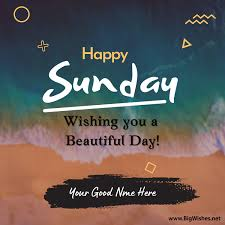 Happy
Sunday
Wishing you a
Beautiful Day!
Your Good Nme Here
www.BigWishes.net